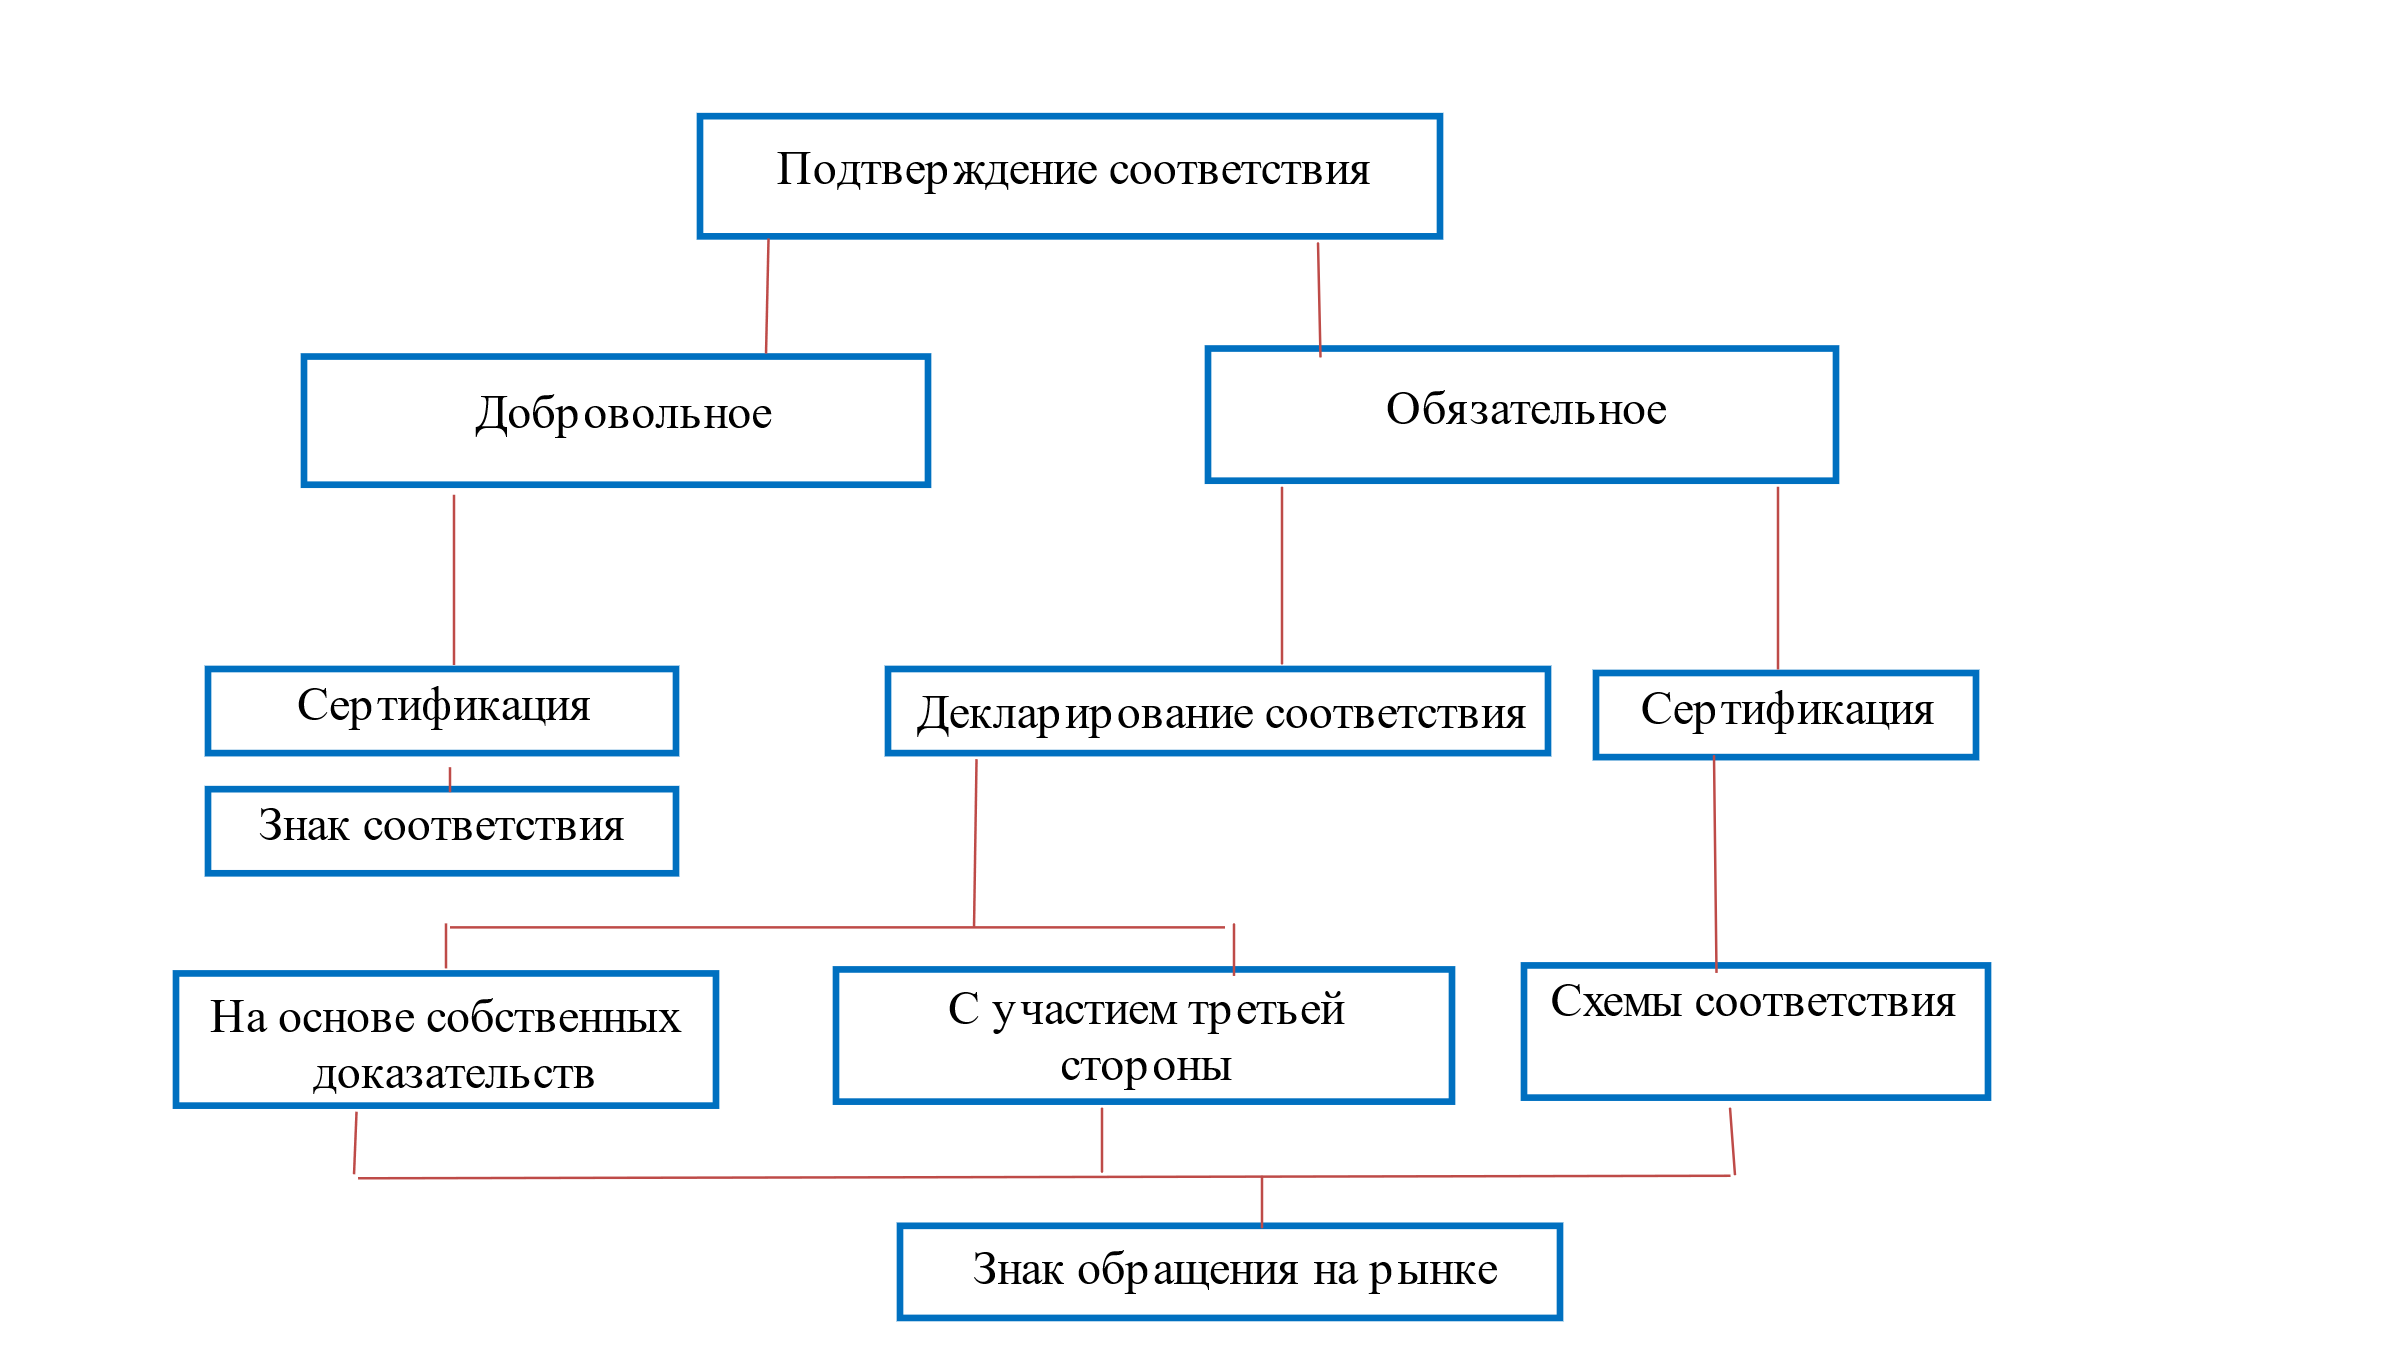 Подтверждение соответствия
Добровольное
Обязательное
Сертификация
Декларирование соответствия
Сертификация
Знак соответствия
На основе собственных
доказательств
С участием третьей
стороны
Схемы соответствия
Знак обращения на рынке